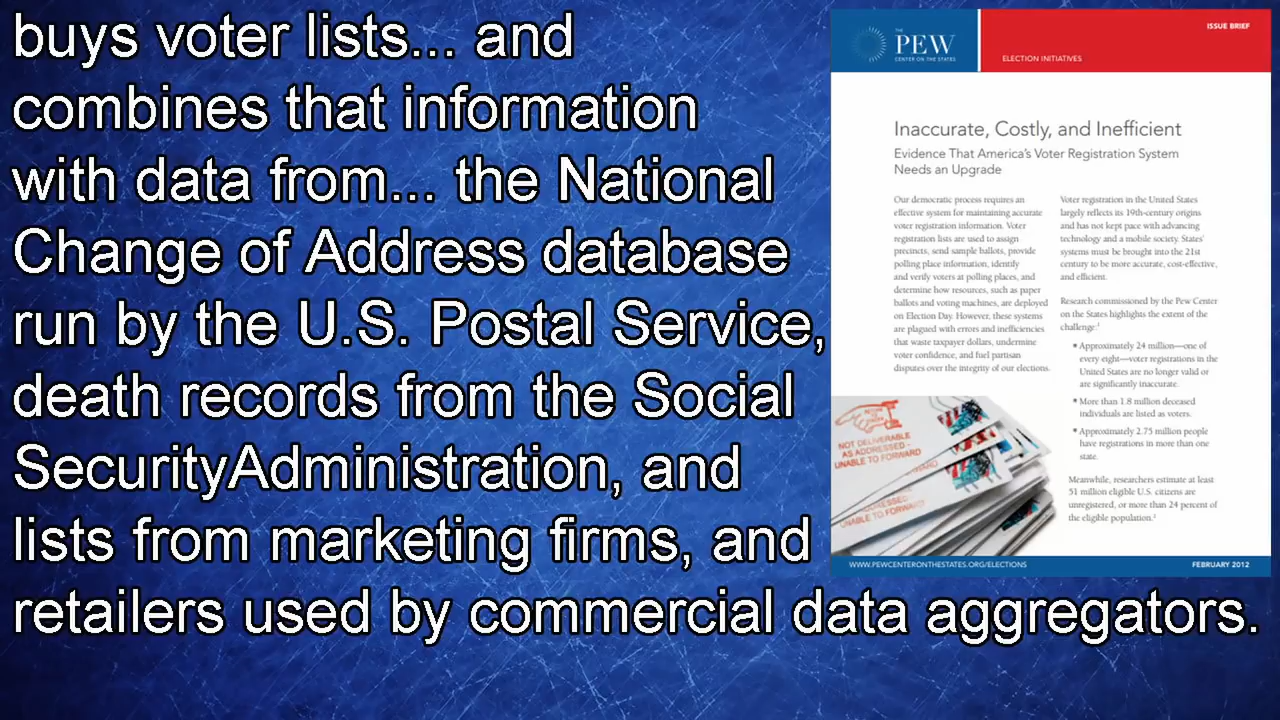 buys voter lists... and
combines that information
with data from... the National
Change of Address database
run by the U.S. Postal Service,
death records from the Social
SecurityAdministration, and
lists from marketing firms, and
retailers used by commercial data aggregators.
THE
PEW
CENTER ON THE STATES
ISSUE BRIEF
ELECTION INITIATIVES
Inaccurate, Costly, and Inefficient
Evidence That America's Voter Registration System
Needs an Upgrade
Our democratic process requires an
effective system for maintaining accurate
voter registration information. Voter
registration lists are used to assign
precincts, send sample ballots, provide
polling place information, identify
and verify voters at polling places, and
determine how resources, such as paper
ballots and voting machines, are deployed
on Election Day. However, these systems
are plagued with errors and inefficiencies
that waste taxpayer dollars, undermine
voter confidence, and fuel partisan
disputes over the integrity of our elections.
Voter registration in the United States
largely reflects its 19th-century origins
and has not kept pace with advancing
technology and a mobile society. States'
systems must be brought into the 21st
century to be more accurate, cost-effective,
and efficient.
Research commissioned by the Pew Center
on the States highlights the extent of the
challenge:1
▪ Approximately 24 million—one of
every eight—voter registrations in the
United States are no longer valid or
are significantly inaccurate.
▪ More than 1.8 million deceased
individuals are listed as voters.
▪ Approximately 2.75 million people
have registrations in more than one
state.
Meanwhile, researchers estimate at least
51 million eligible U.S. citizens are
unregistered, or more than 24 percent of
the eligible population.2
NOT DELIVERABLE
AS ADDRESSED -
UNABLE TO FORWARD
UNABLE TO FORWARD
WWW.PEWCENTERONTHESTATES.ORG/ELECTIONS
FEBRUARY 2012